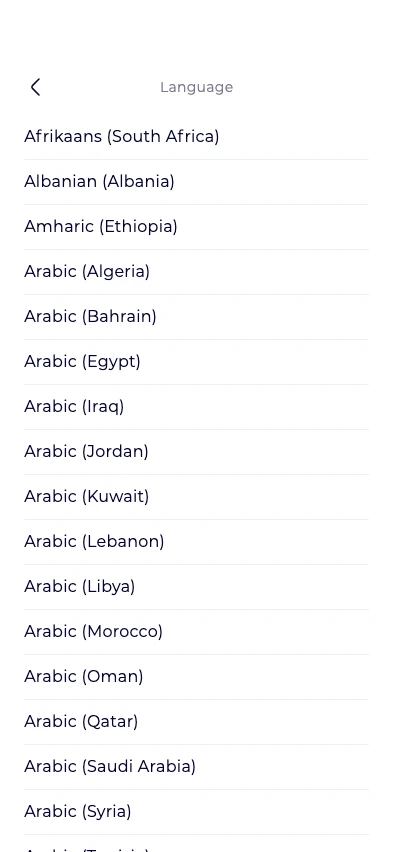 Language
Afrikaans (South Africa)
Albanian (Albania)
Amharic (Ethiopia)
Arabic (Algeria)
Arabic (Bahrain)
Arabic (Egypt)
Arabic (Iraq)
Arabic (Jordan)
Arabic (Kuwait)
Arabic (Lebanon)
Arabic (Libya)
Arabic (Morocco)
Arabic (Oman)
Arabic (Qatar)
Arabic (Saudi Arabia)
Arabic (Syria)